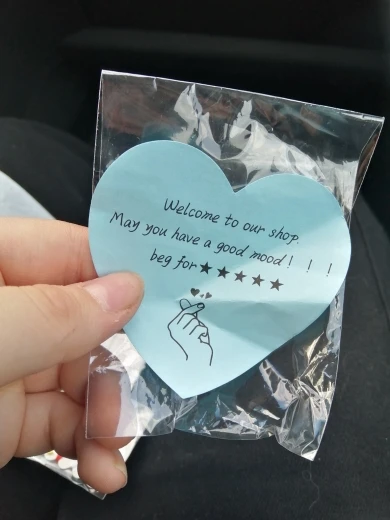 Welcome to our shop.
May you have a good mood! ! !
beg for★★★★★